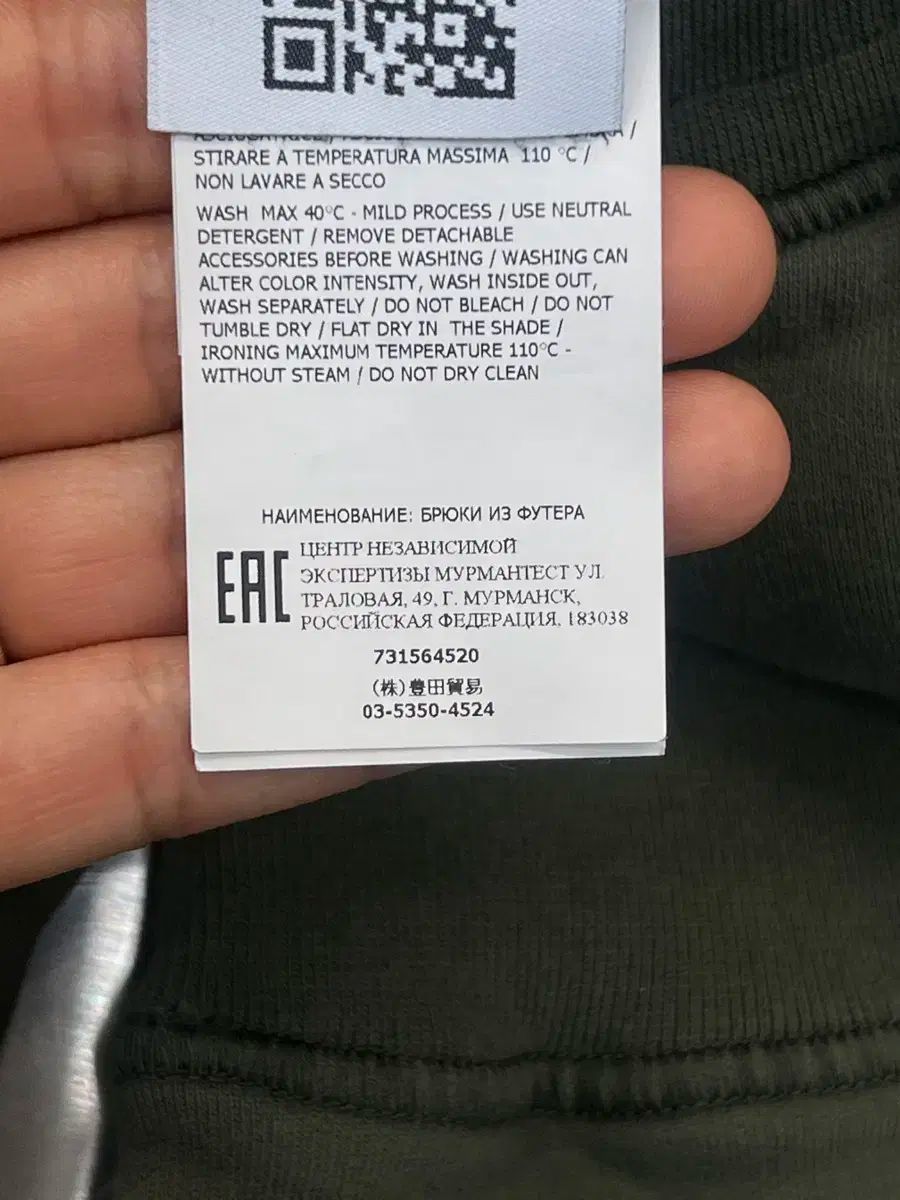 STIRARE A TEMPERATURA MASSIMA 110 °C /
NON LAVARE A SECCO
WASH MAX 40°C - MILD PROCESS / USE NEUTRAL
DETERGENT / REMOVE DETACHABLE
ACCESSORIES BEFORE WASHING / WASHING CAN
ALTER COLOR INTENSITY, WASH INSIDE OUT,
WASH SEPARATELY / DO NOT BLEACH / DO NOT
TUMBLE DRY / FLAT DRY IN THE SHADE /
IRONING MAXIMUM TEMPERATURE 110°C -
WITHOUT STEAM / DO NOT DRY CLEAN
НАИМЕНОВАНИЕ: БРЮКИ ИЗ ФУТЕРА
EAC
ЦЕНТР НЕЗАВИСИМОЙ
ЭКСПЕРТИЗЫ МУРМАНТЕСТ УЛ.
ТРАЛОВАЯ, 49, Г. МУРМАНСК,
РОССИЙСКАЯ ФЕДЕРАЦИЯ, 183038
731564520
(株)豊田貿易
03-5350-4524